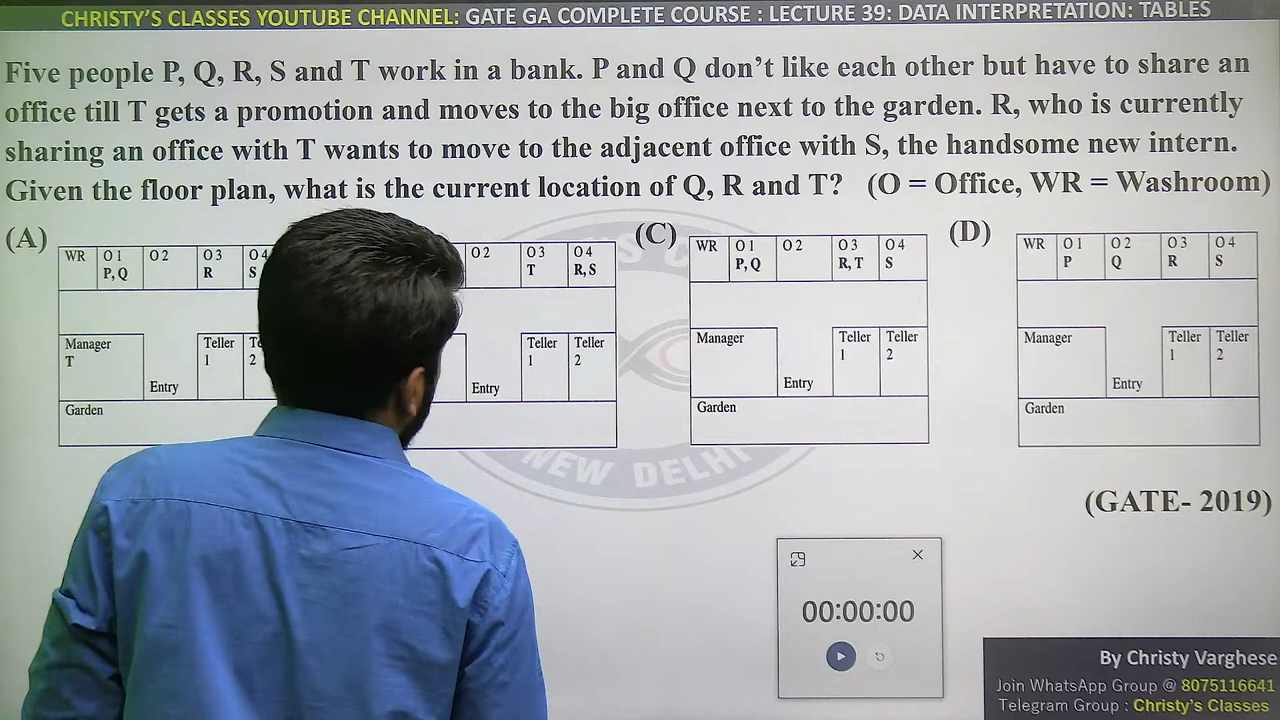 CHRISTY'S CLASSES YOUTUBE CHANNEL: GATE GA COMPLETE COURSE : LECTURE 39: DATA INTERPRETATION: TABLES
Five people P, Q, R, S and T work in a bank. P and Q don't like each other but have to share an
office till T gets a promotion and moves to the big office next to the garden. R, who is currently
sharing an office with T wants to move to the adjacent office with S, the handsome new intern.
Given the floor plan, what is the current location of Q, R and T? (O = Office, WR = Washroom)
(A)
WR O 1 O 2 O 3 O 4
P, Q R S
Manager Teller
T 1 2
Entry
Garden
O 2 O 3 O 4
T R, S
Teller Teller
1 2
Entry
(C)
WR O 1 O 2 O 3 O 4
P, Q R, T S
Manager Teller Teller
1 2
Entry
Garden
(D)
WR O 1 O 2 O 3 O 4
P Q R S
Manager Teller Teller
1 2
Entry
Garden
NEW DELHI
(GATE- 2019)
00:00:00
By Christy Varghese
Join WhatsApp Group @ 8075116641
Telegram Group : Christy's Classes